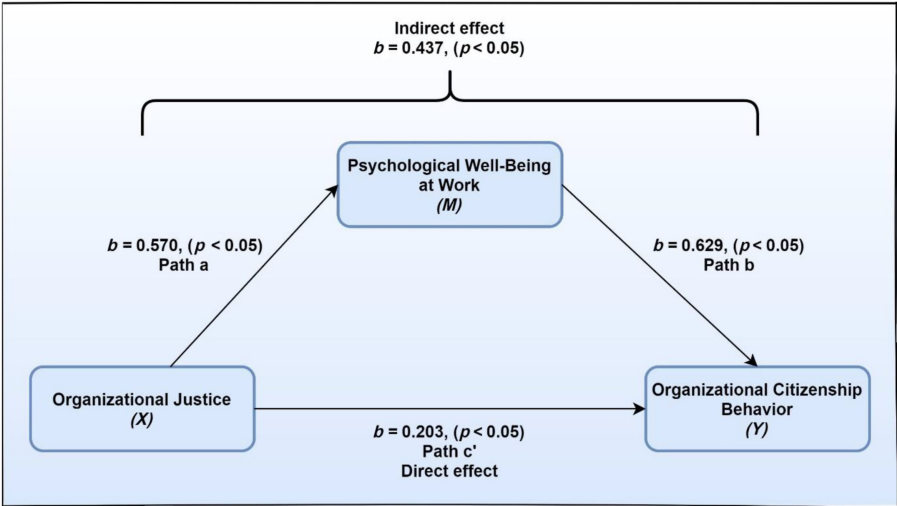 Indirect effect
b = 0.437, (p < 0.05)
Psychological Well-Being
at Work
(M)
b = 0.570, (p < 0.05)
Path a
b = 0.629, (p < 0.05)
Path b
Organizational Justice
(X)
Organizational Citizenship
Behavior
(Y)
b = 0.203, (p < 0.05)
Path c'
Direct effect